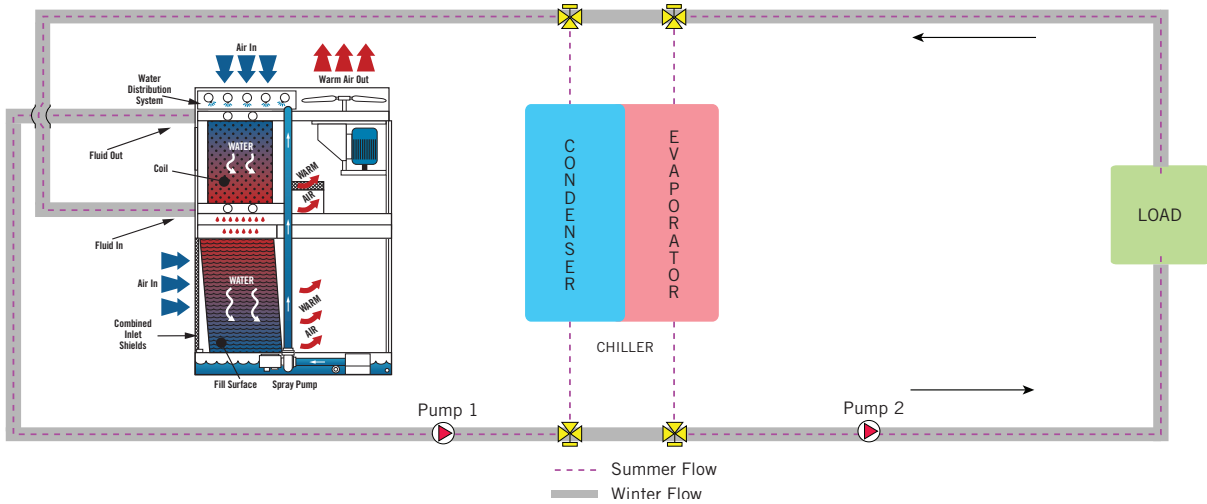 Air In
Warm Air Out
Water
Distribution
System
Fluid Out
WATER
Coil
WARM
AIR
Fluid In
Air In
WATER
WARM
AIR
Combined
Inlet
Shields
Fill Surface
Spray Pump
CONDENSER
EVAPORATOR
CHILLER
LOAD
Pump 1
Pump 2
Summer Flow
Winter Flow